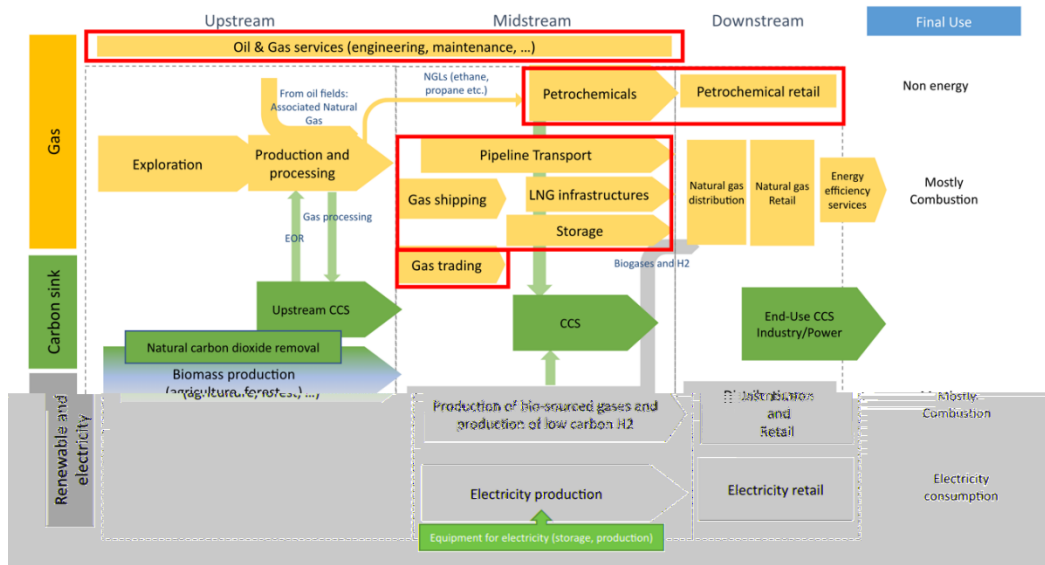 Upstream
Midstream
Downstream
Final Use
Gas
Oil & Gas services (engineering, maintenance, ...)
From oil fields:
Associated Natural
Gas
NGLs (ethane,
propane etc.)
Petrochemicals
Petrochemical retail
Non energy
Exploration
Production and
processing
Pipeline Transport
Gas shipping
LNG infrastructures
Storage
Natural gas
distribution
Natural gas
Retail
Energy
efficiency
services
Mostly
Combustion
Gas processing
EOR
Biogases and H2
Gas trading
Carbon sink
Upstream CCS
CCS
End-Use CCS
Industry/Power
Natural carbon dioxide removal
Biomass production
(agriculture, forest, ...)
Renewable and
electricity
Production of bio-sourced gases and
production of low carbon H2
Distribution
and
Retail
Mostly
Combustion
Electricity production
Electricity retail
Electricity
consumption
Equipment for electricity (storage, production)